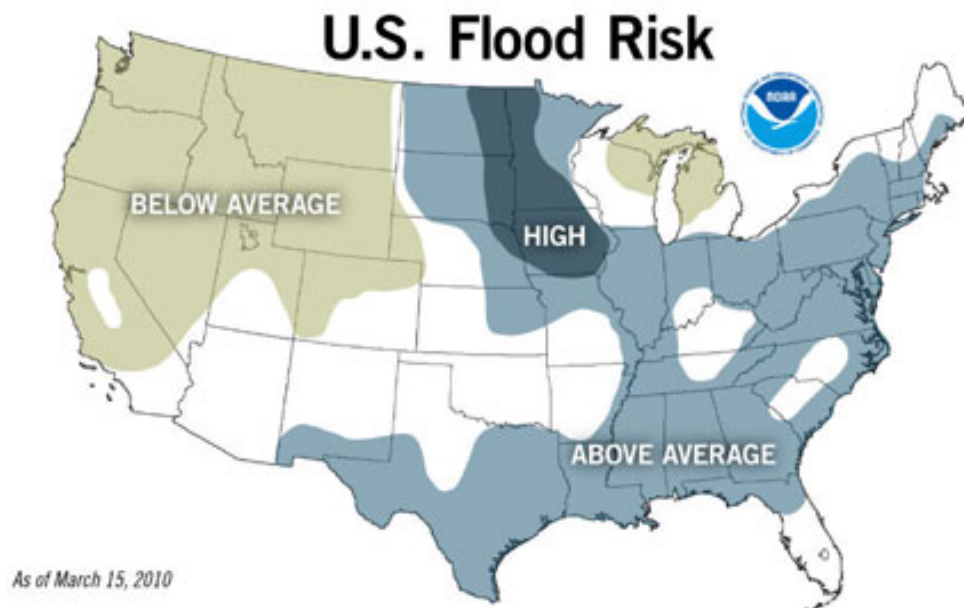 U.S. Flood Risk
NOAA
BELOW AVERAGE
HIGH
ABOVE AVERAGE
As of March 15, 2010